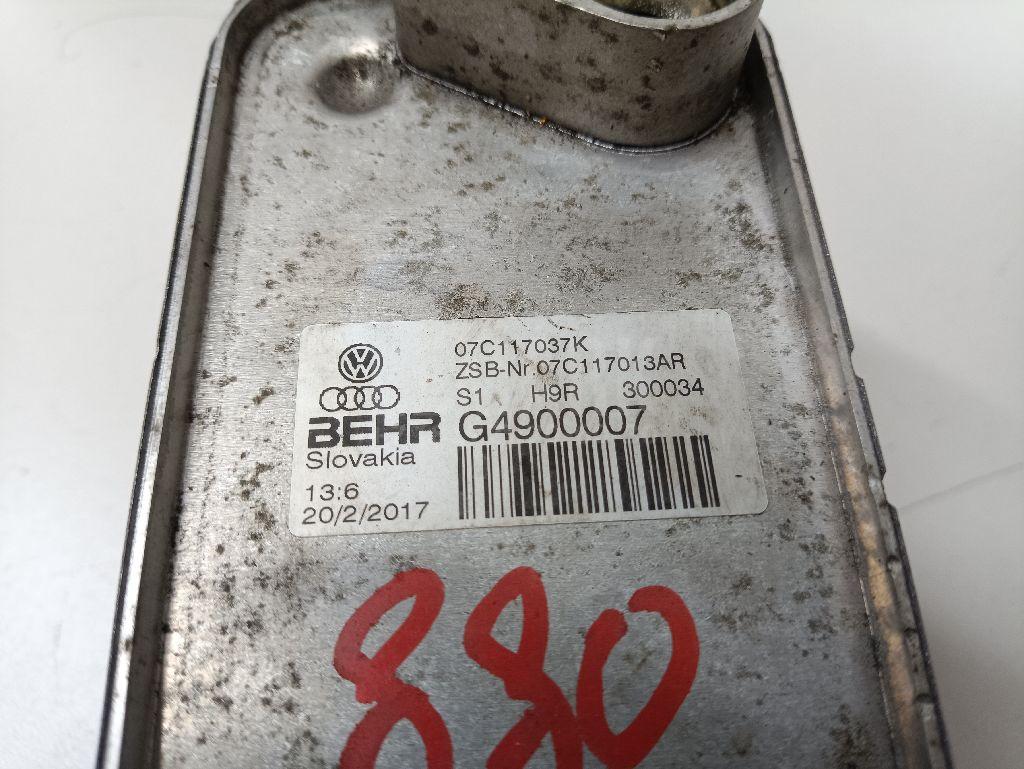 07C117037K
ZSB-Nr.07C117013AR
S1 H9R 300034
BEHR G4900007
Slovakia
13:6
20/2/2017
880